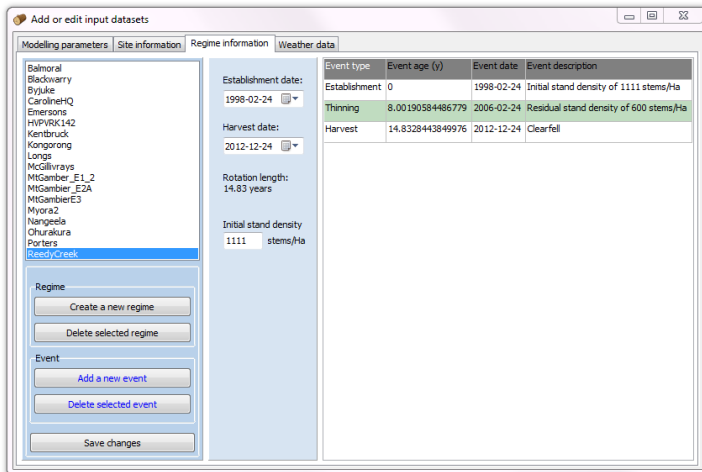 Add or edit input datasets
Modelling parameters Site information Regime information Weather data
Balmoral
Blackwarry
Byjuke
CarolineHQ
Emersons
HVPVRK142
Kentbruck
Kongorong
Longs
McGillivrays
MtGamber_E1_2
MtGambier_E2A
MtGambierE3
Myora2
Nangeela
Ohurakura
Porters
ReedyCreek
Regime
Create a new regime
Delete selected regime
Event
Add a new event
Delete selected event
Save changes
Establishment date:
1998-02-24
Harvest date:
2012-12-24
Rotation length:
14.83 years
Initial stand density
1111 stems/Ha
Event type Event age (y) Event date Event description
Establishment 0 1998-02-24 Initial stand density of 1111 stems/Ha
Thinning 8.00190584486779 2006-02-24 Residual stand density of 600 stems/Ha
Harvest 14.8328443849976 2012-12-24 Clearfell